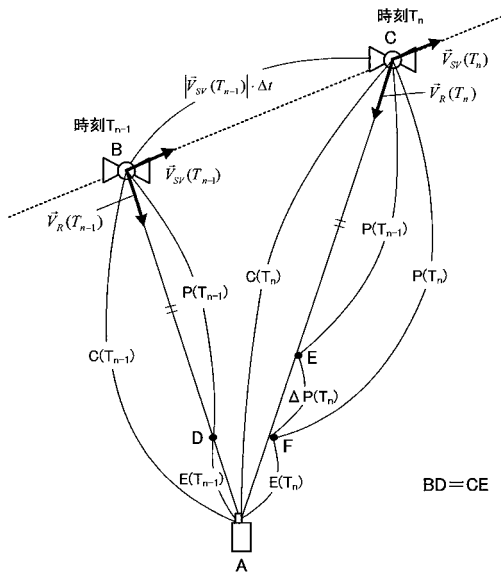 時刻Tn
C
V⃗SV(Tn)
|V⃗SV(Tn-1)|・Δt
V⃗R(Tn)
時刻Tn-1
B
V⃗SV(Tn-1)
V⃗R(Tn-1)
P(Tn-1)
C(Tn)
P(Tn)
P(Tn-1)
C(Tn-1)
E
ΔP(Tn)
D
F
E(Tn-1)
E(Tn)
BD=CE
A